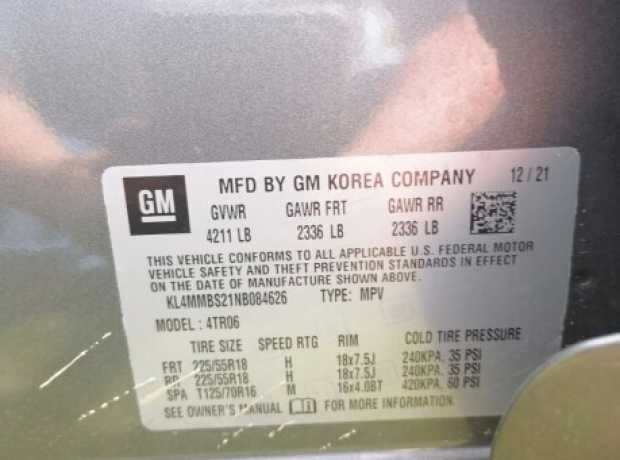 GM MFD BY GM KOREA COMPANY 12 / 21
GVWR GAWR FRT GAWR RR
4211 LB 2336 LB 2336 LB
THIS VEHICLE CONFORMS TO ALL APPLICABLE U.S. FEDERAL MOTOR
VEHICLE SAFETY AND THEFT PREVENTION STANDARDS IN EFFECT
ON THE DATE OF MANUFACTURE SHOWN ABOVE.
KL4MMBS21NB084626 TYPE: MPV
MODEL: 4TR06
TIRE SIZE SPEED RTG RIM COLD TIRE PRESSURE
FRT 225/55R18 H 18x7.5J 240KPA, 35 PSI
RR 225/55R18 H 18x7.5J 240KPA, 35 PSI
SPA T125/70R16 M 16x4.0BT 420KPA, 60 PSI
SEE OWNER'S MANUAL FOR MORE INFORMATION.